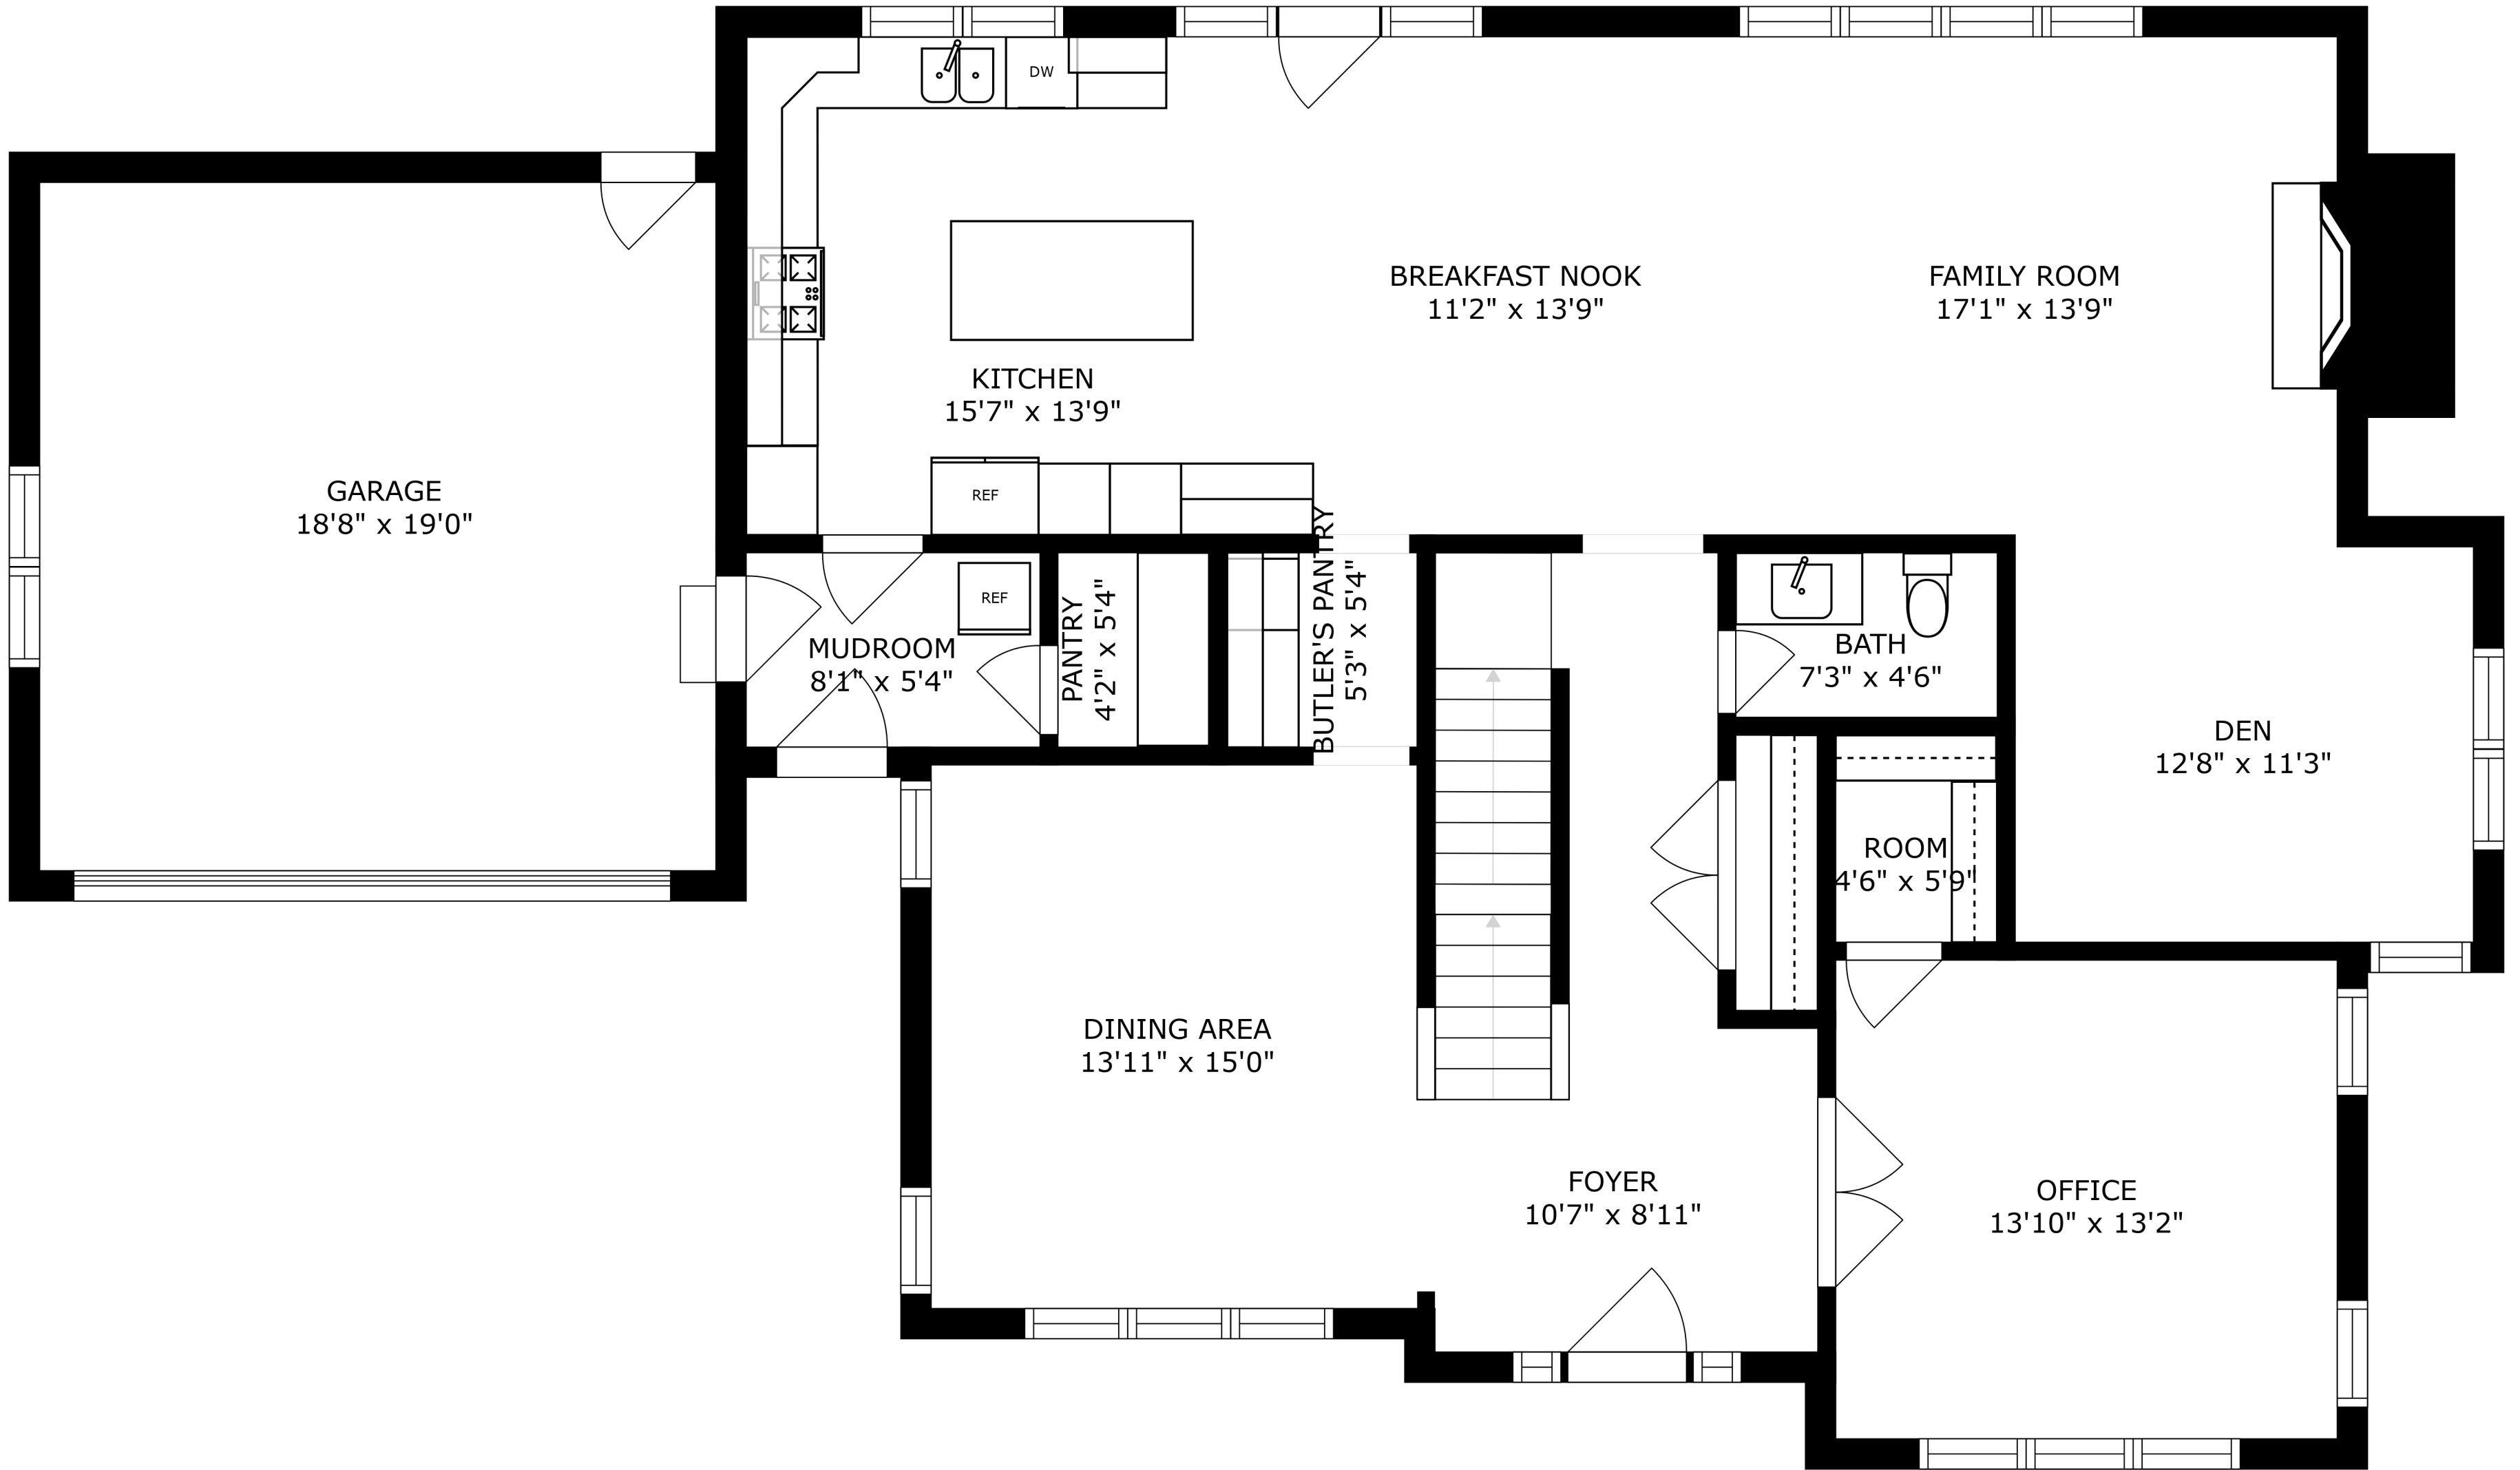 DW
BREAKFAST NOOK
11'2" x 13'9"
FAMILY ROOM
17'1" x 13'9"
KITCHEN
15'7" x 13'9"
GARAGE
18'8" x 19'0"
REF
REF
MUDROOM
8'1" x 5'4"
PANTRY
4'2" x 5'4"
BUTLER'S PANTRY
5'3" x 5'4"
BATH
7'3" x 4'6"
DEN
12'8" x 11'3"
ROOM
4'6" x 5'9"
DINING AREA
13'11" x 15'0"
FOYER
10'7" x 8'11"
OFFICE
13'10" x 13'2"